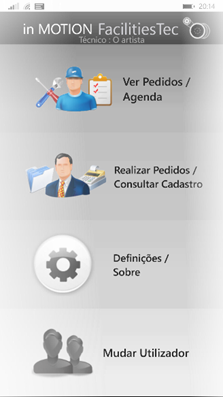 20:14
in MOTION FacilitiesTec
Técnico : O artista
Ver Pedidos /
Agenda
Realizar Pedidos /
Consultar Cadastro
Definições /
Sobre
Mudar Utilizador